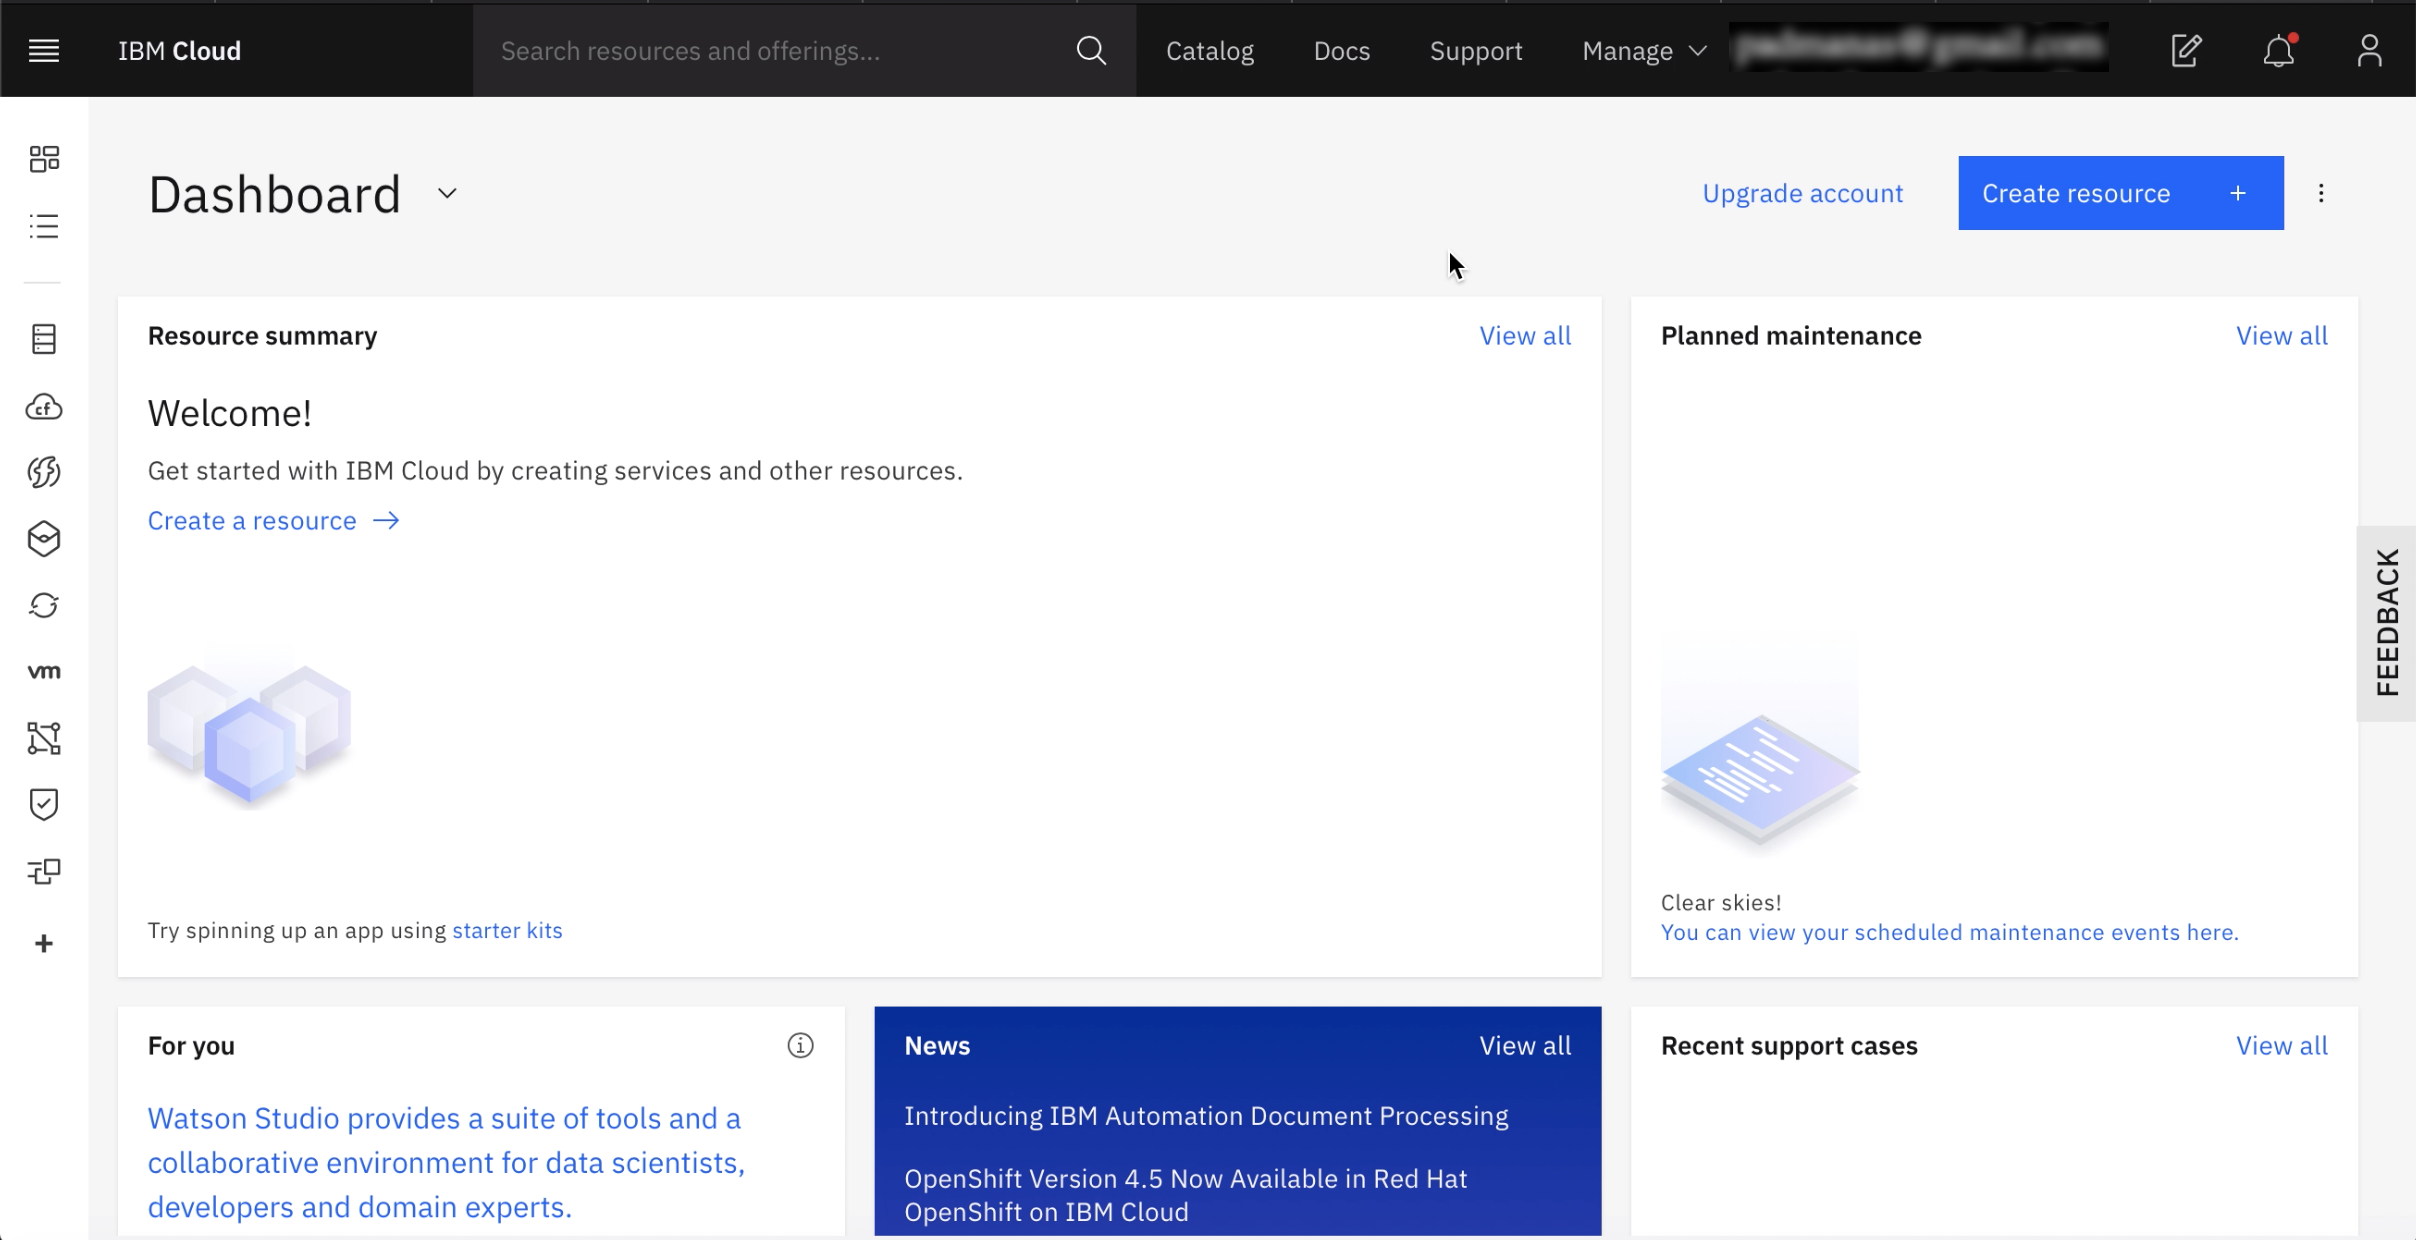 IBM Cloud
Search resources and offerings...
Catalog
Docs
Support
Manage
Dashboard
Upgrade account
Create resource +
Resource summary
View all
Welcome!
Get started with IBM Cloud by creating services and other resources.
Create a resource →
Try spinning up an app using starter kits
Planned maintenance
View all
Clear skies!
You can view your scheduled maintenance events here.
FEEDBACK
cf
vm
For you
Watson Studio provides a suite of tools and a
collaborative environment for data scientists,
developers and domain experts.
News
View all
Introducing IBM Automation Document Processing
OpenShift Version 4.5 Now Available in Red Hat
OpenShift on IBM Cloud
Recent support cases
View all